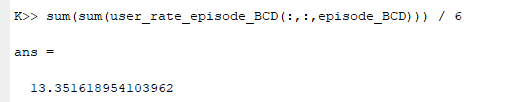 K>> sum(sum(user_rate_episode_BCD(:,:,episode_BCD))) / 6
ans =
13.351618954103962